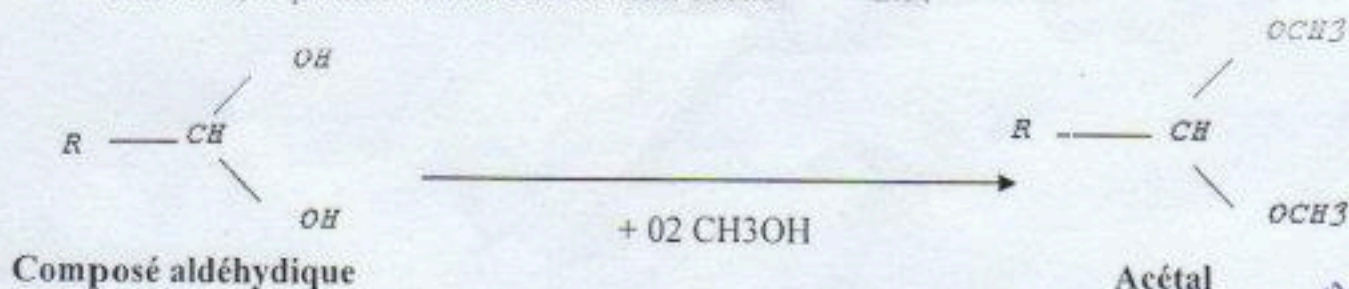 OH
OCH3
R CH
R CH
OH
+ 02 CH3OH
OCH3
Composé aldéhydique
Acétal